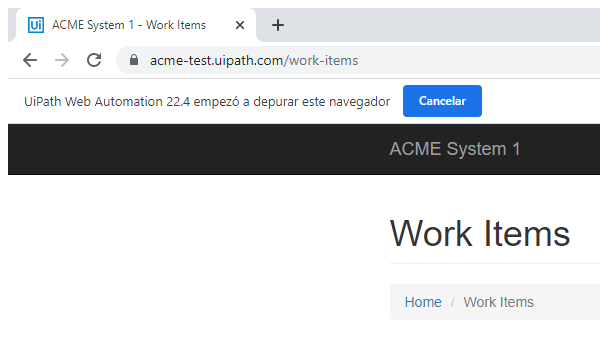 Ui ACME System 1 - Work Items
acme-test.uipath.com/work-items
UiPath Web Automation 22.4 empezó a depurar este navegador Cancelar
ACME System 1
Work Items
Home / Work Items